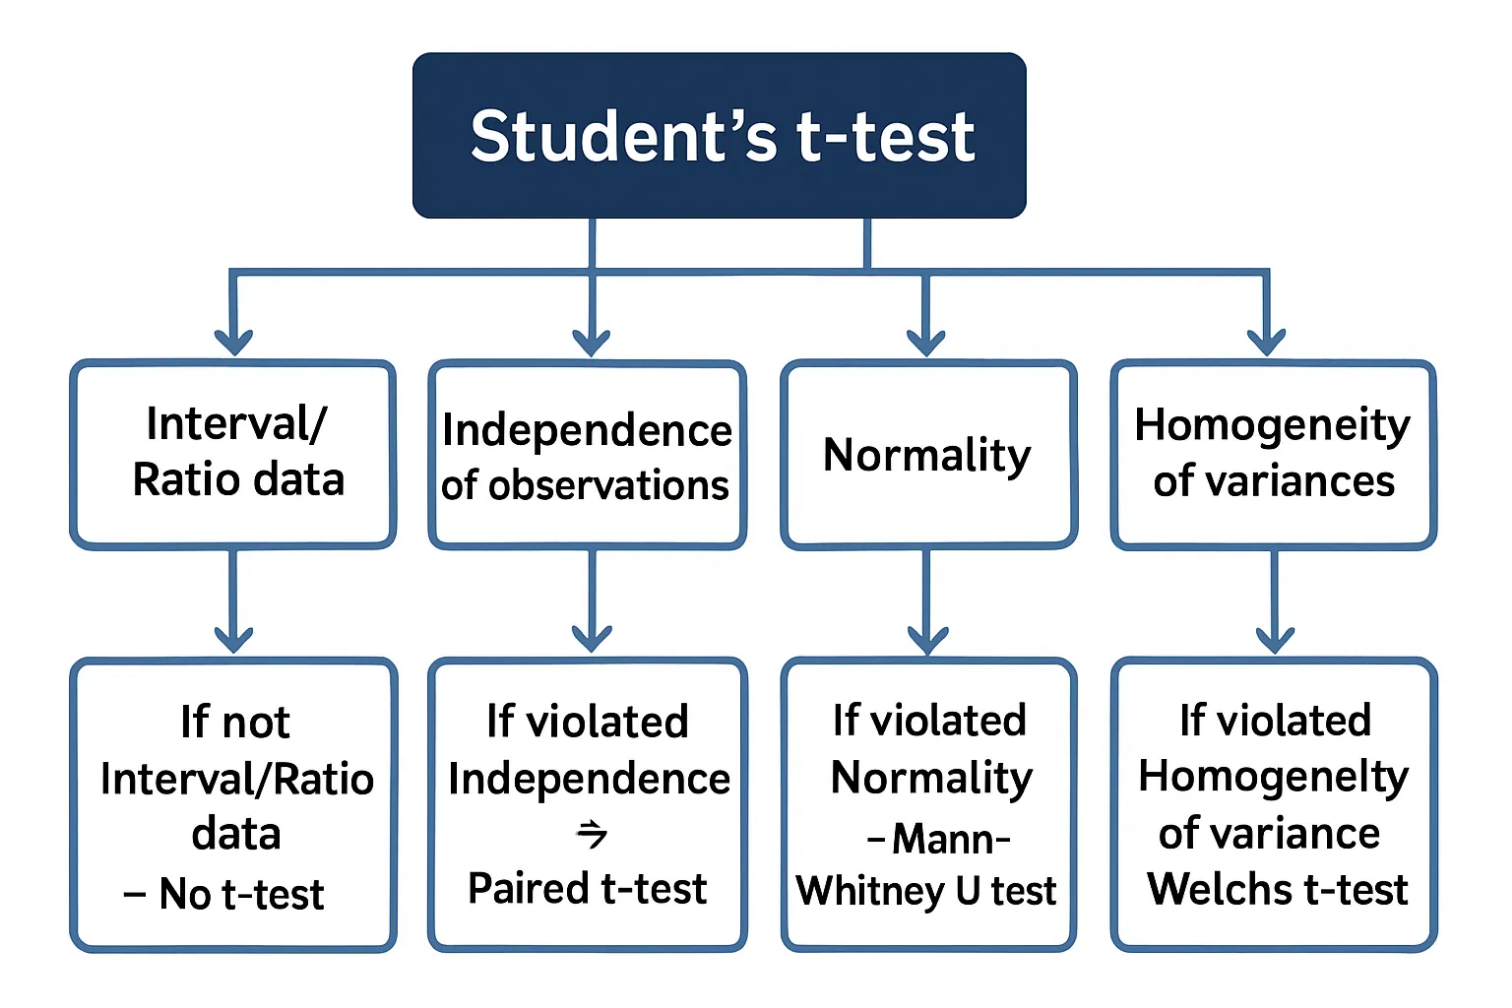 Student’s t-test
Interval/
Ratio data
Independence
of observations
Normality
Homogeneity
of variances
If not
Interval/Ratio
data
– No t-test
If violated
Independence
→
Paired t-test
If violated
Normality
– Mann-
Whitney U test
If violated
Homogenelty
of variance
Welchs t-test